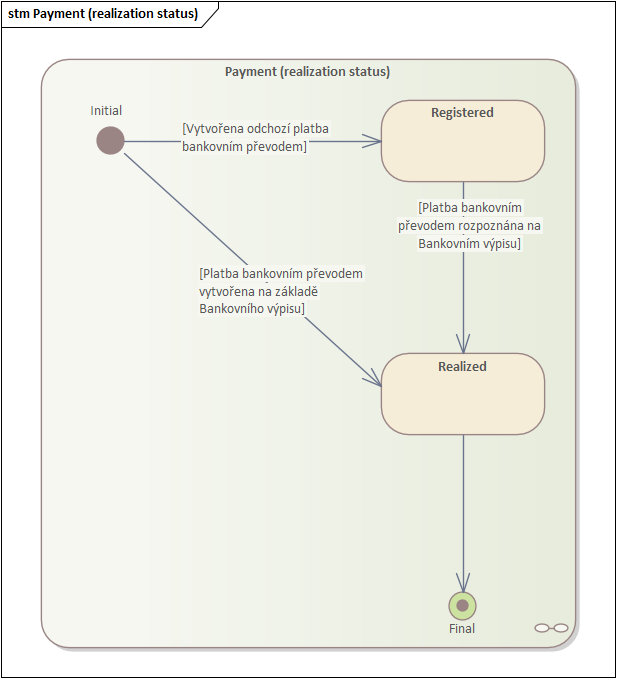 stm Payment (realization status)
Payment (realization status)
Initial
[Vytvořena odchozí platba
bankovním převodem]
Registered
[Platba bankovním
převodem rozpoznána na
Bankovním výpisu]
[Platba bankovním převodem
vytvořena na základě
Bankovního výpisu]
Realized
Final